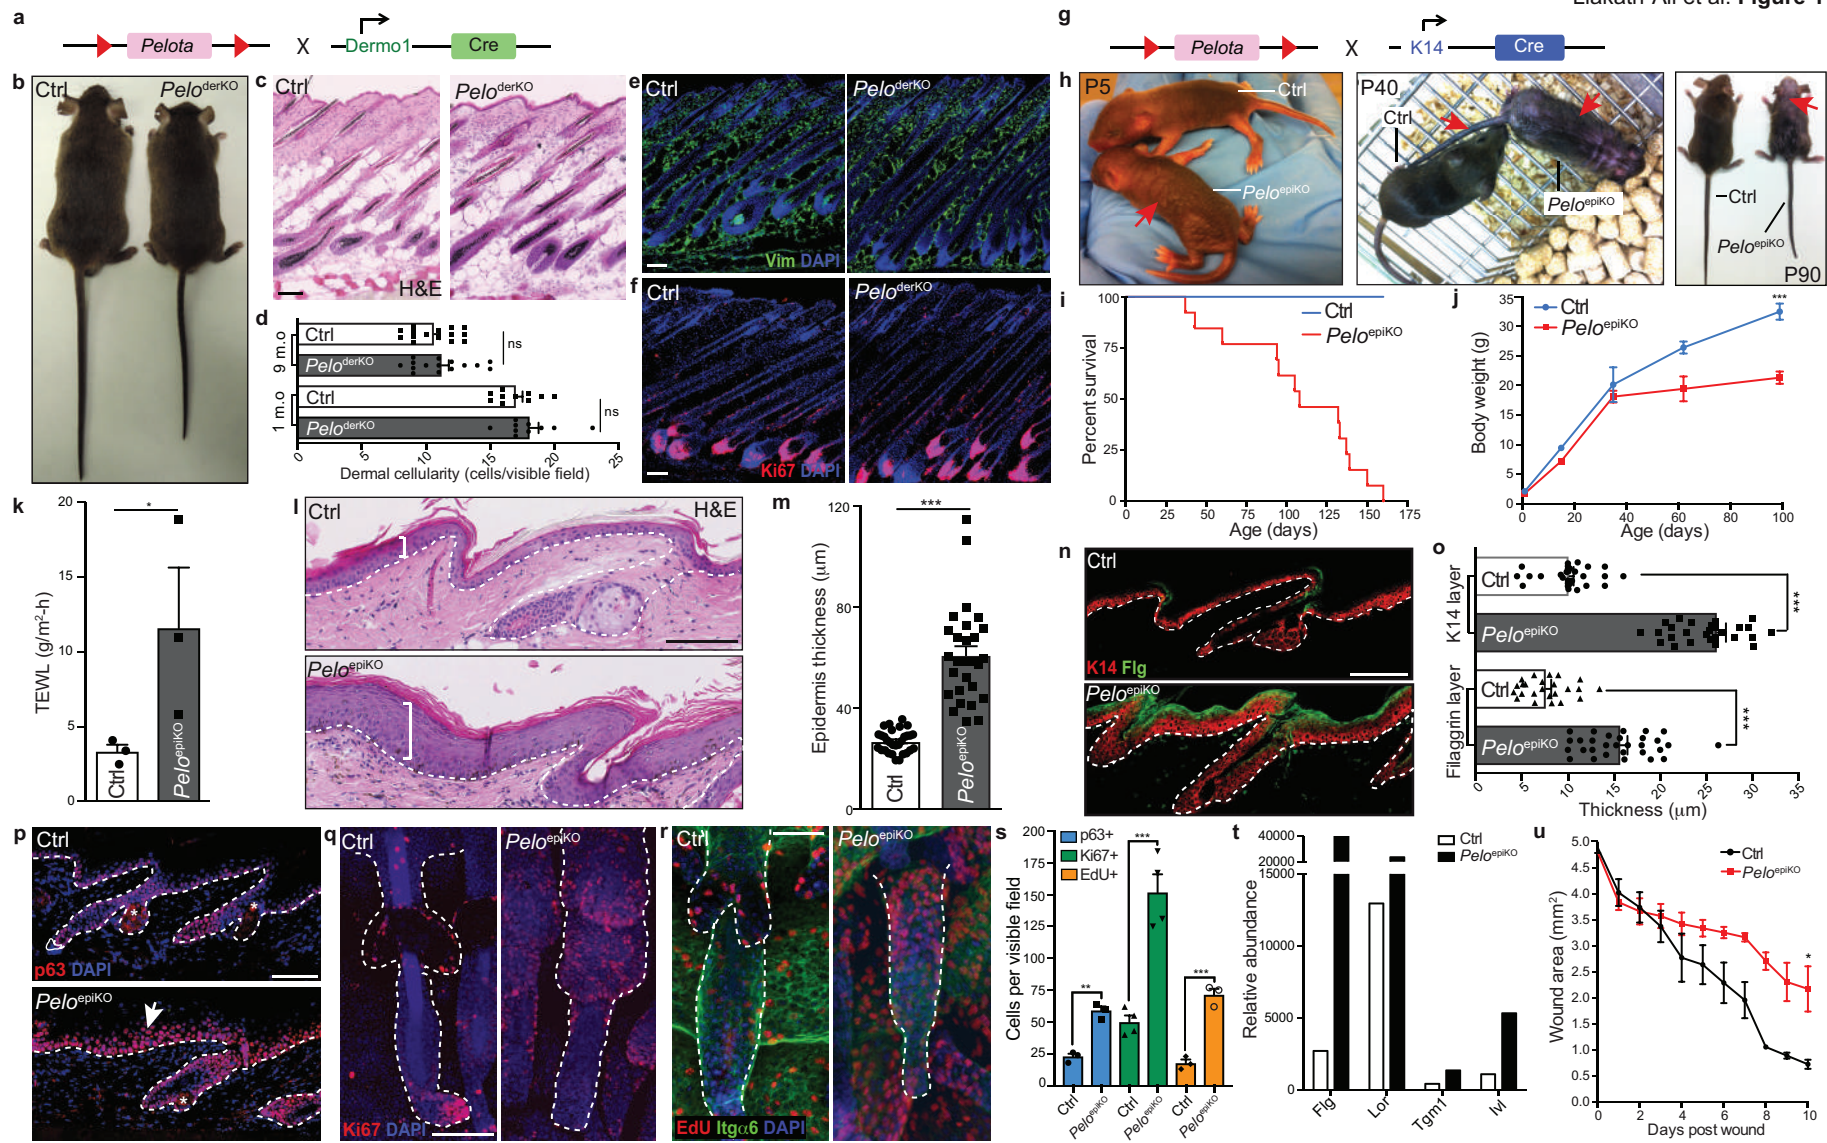 Liakath-Ali et al. Figure 1
a
Pelota
X
Dermo1
Cre
g
Pelota
X
K14
Cre
b
Ctrl
PeloderKO
c
Ctrl
PeloderKO
H&E
d
9 m.o
1 m.o
Ctrl
PeloderKO
Ctrl
PeloderKO
ns
ns
0 5 10 15 20 25
Dermal cellularity (cells/visible field)
e
Ctrl
PeloderKO
Vim DAPI
f
Ctrl
PeloderKO
Ki67 DAPI
h
P5
Ctrl
PeloepiKO
P40
Ctrl
PeloepiKO
Ctrl
PeloepiKO
P90
i
Percent survival
100
75
50
25
0
0 25 50 75 100 125 150 175
Age (days)
Ctrl
PeloepiKO
j
Body weight (g)
35
30
25
20
15
10
5
0
0 20 40 60 80 100
Age (days)
Ctrl
PeloepiKO
***
k
TEWL (g/m2-h)
20
15
10
5
0
*
Ctrl
PeloepiKO
l
Ctrl
H&E
PeloepiKO
m
Epidermis thickness (μm)
120
80
40
0
***
Ctrl
PeloepiKO
n
Ctrl
K14 Flg
PeloepiKO
o
K14 layer
Filaggrin layer
Ctrl
PeloepiKO
Ctrl
PeloepiKO
***
***
0 5 10 15 20 25 30 35
Thickness (μm)
p
Ctrl
* *
p63 DAPI
PeloepiKO
*
q
Ctrl
PeloepiKO
Ki67 DAPI
r
Ctrl
PeloepiKO
EdU Itgα6 DAPI
s
Cells per visible field
200
175
150
125
100
75
50
25
0
p63+
Ki67+
EdU+
**
***
***
Ctrl
PeloepiKO
Ctrl
PeloepiKO
Ctrl
PeloepiKO
t
Relative abundance
40000
20000
15000
10000
5000
0
Ctrl
PeloepiKO
Flg
Lor
Tgm1
Ivl
u
Wound area (mm2)
5.0
4.5
4.0
3.5
3.0
2.5
2.0
1.5
1.0
0.5
0.0
0 2 4 6 8 10
Days post wound
Ctrl
PeloepiKO
*